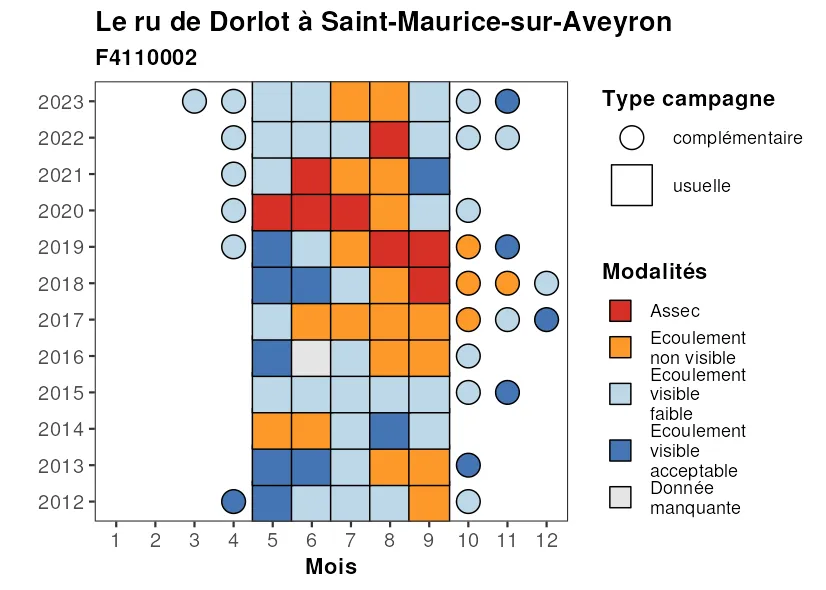 Le ru de Dorlot à Saint-Maurice-sur-Aveyron
F4110002
2023
2022
2021
2020
2019
2018
2017
2016
2015
2014
2013
2012
1 2 3 4 5 6 7 8 9 10 11 12
Mois
Type campagne
complémentaire
usuelle
Modalités
Assec
Ecoulement
non visible
Ecoulement
visible
faible
Ecoulement
visible
acceptable
Donnée
manquante